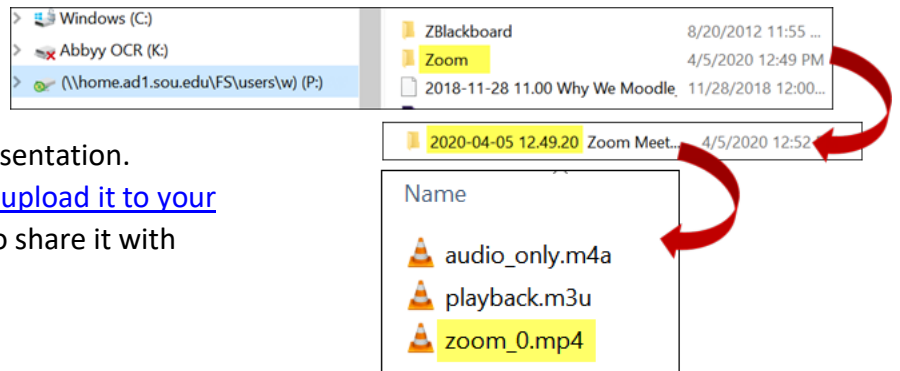 Windows (C:)
Abbyy OCR (K:)
(\\home.ad1.sou.edu\FS\users\w) (P:)
ZBlackboard 8/20/2012 11:55 ...
Zoom 4/5/2020 12:49 PM
2018-11-28 11.00 Why We Moodle 11/28/2018 12:00...
2020-04-05 12.49.20 Zoom Meet... 4/5/2020 12:52
sentation.
upload it to your
share it with
Name
audio_only.m4a
playback.m3u
zoom_0.mp4